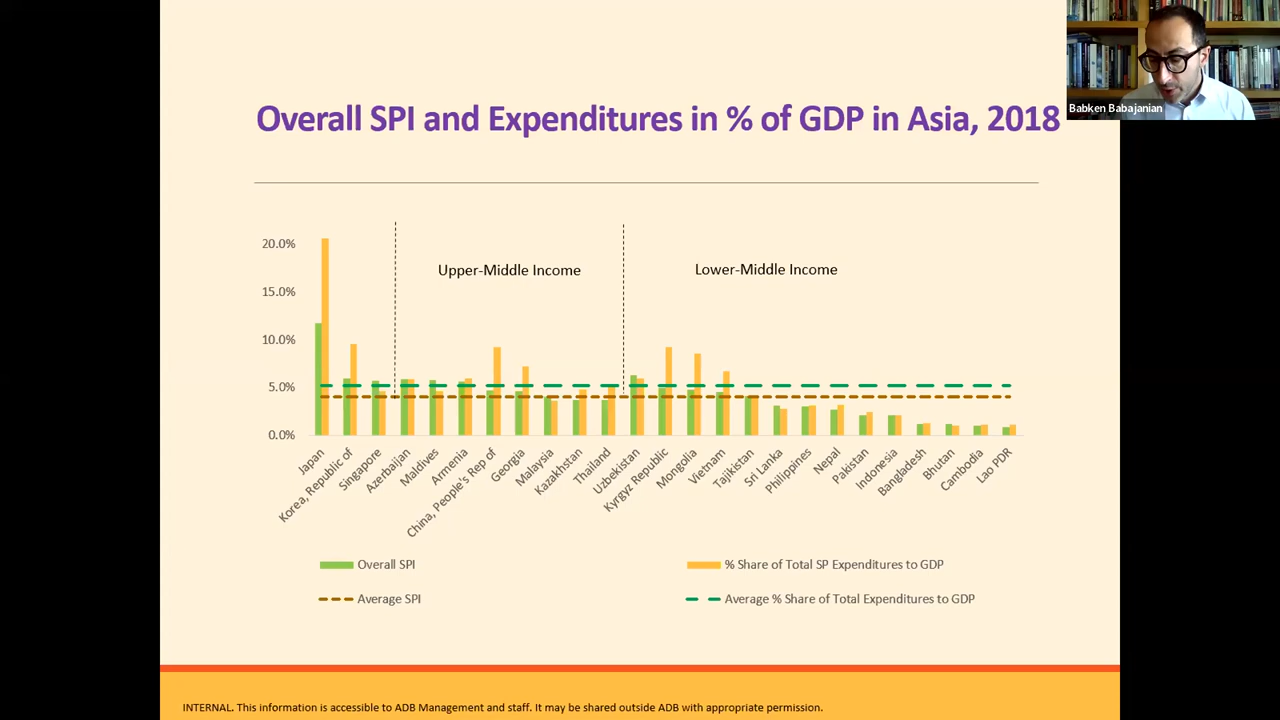 Babken Babajanian
Overall SPI and Expenditures in % of GDP in Asia, 2018
Upper-Middle Income
Lower-Middle Income
20.0%
15.0%
10.0%
5.0%
0.0%
Japan
Korea, Republic of
Singapore
Azerbaijan
Maldives
Armenia
China, People's Rep of
Georgia
Malaysia
Kazakhstan
Thailand
Uzbekistan
Kyrgyz Republic
Mongolia
Vietnam
Tajikistan
Sri Lanka
Philippines
Nepal
Pakistan
Indonesia
Bangladesh
Bhutan
Cambodia
Lao PDR
Overall SPI
% Share of Total SP Expenditures to GDP
Average SPI
Average % Share of Total Expenditures to GDP
INTERNAL. This information is accessible to ADB Management and staff. It may be shared outside ADB with appropriate permission.